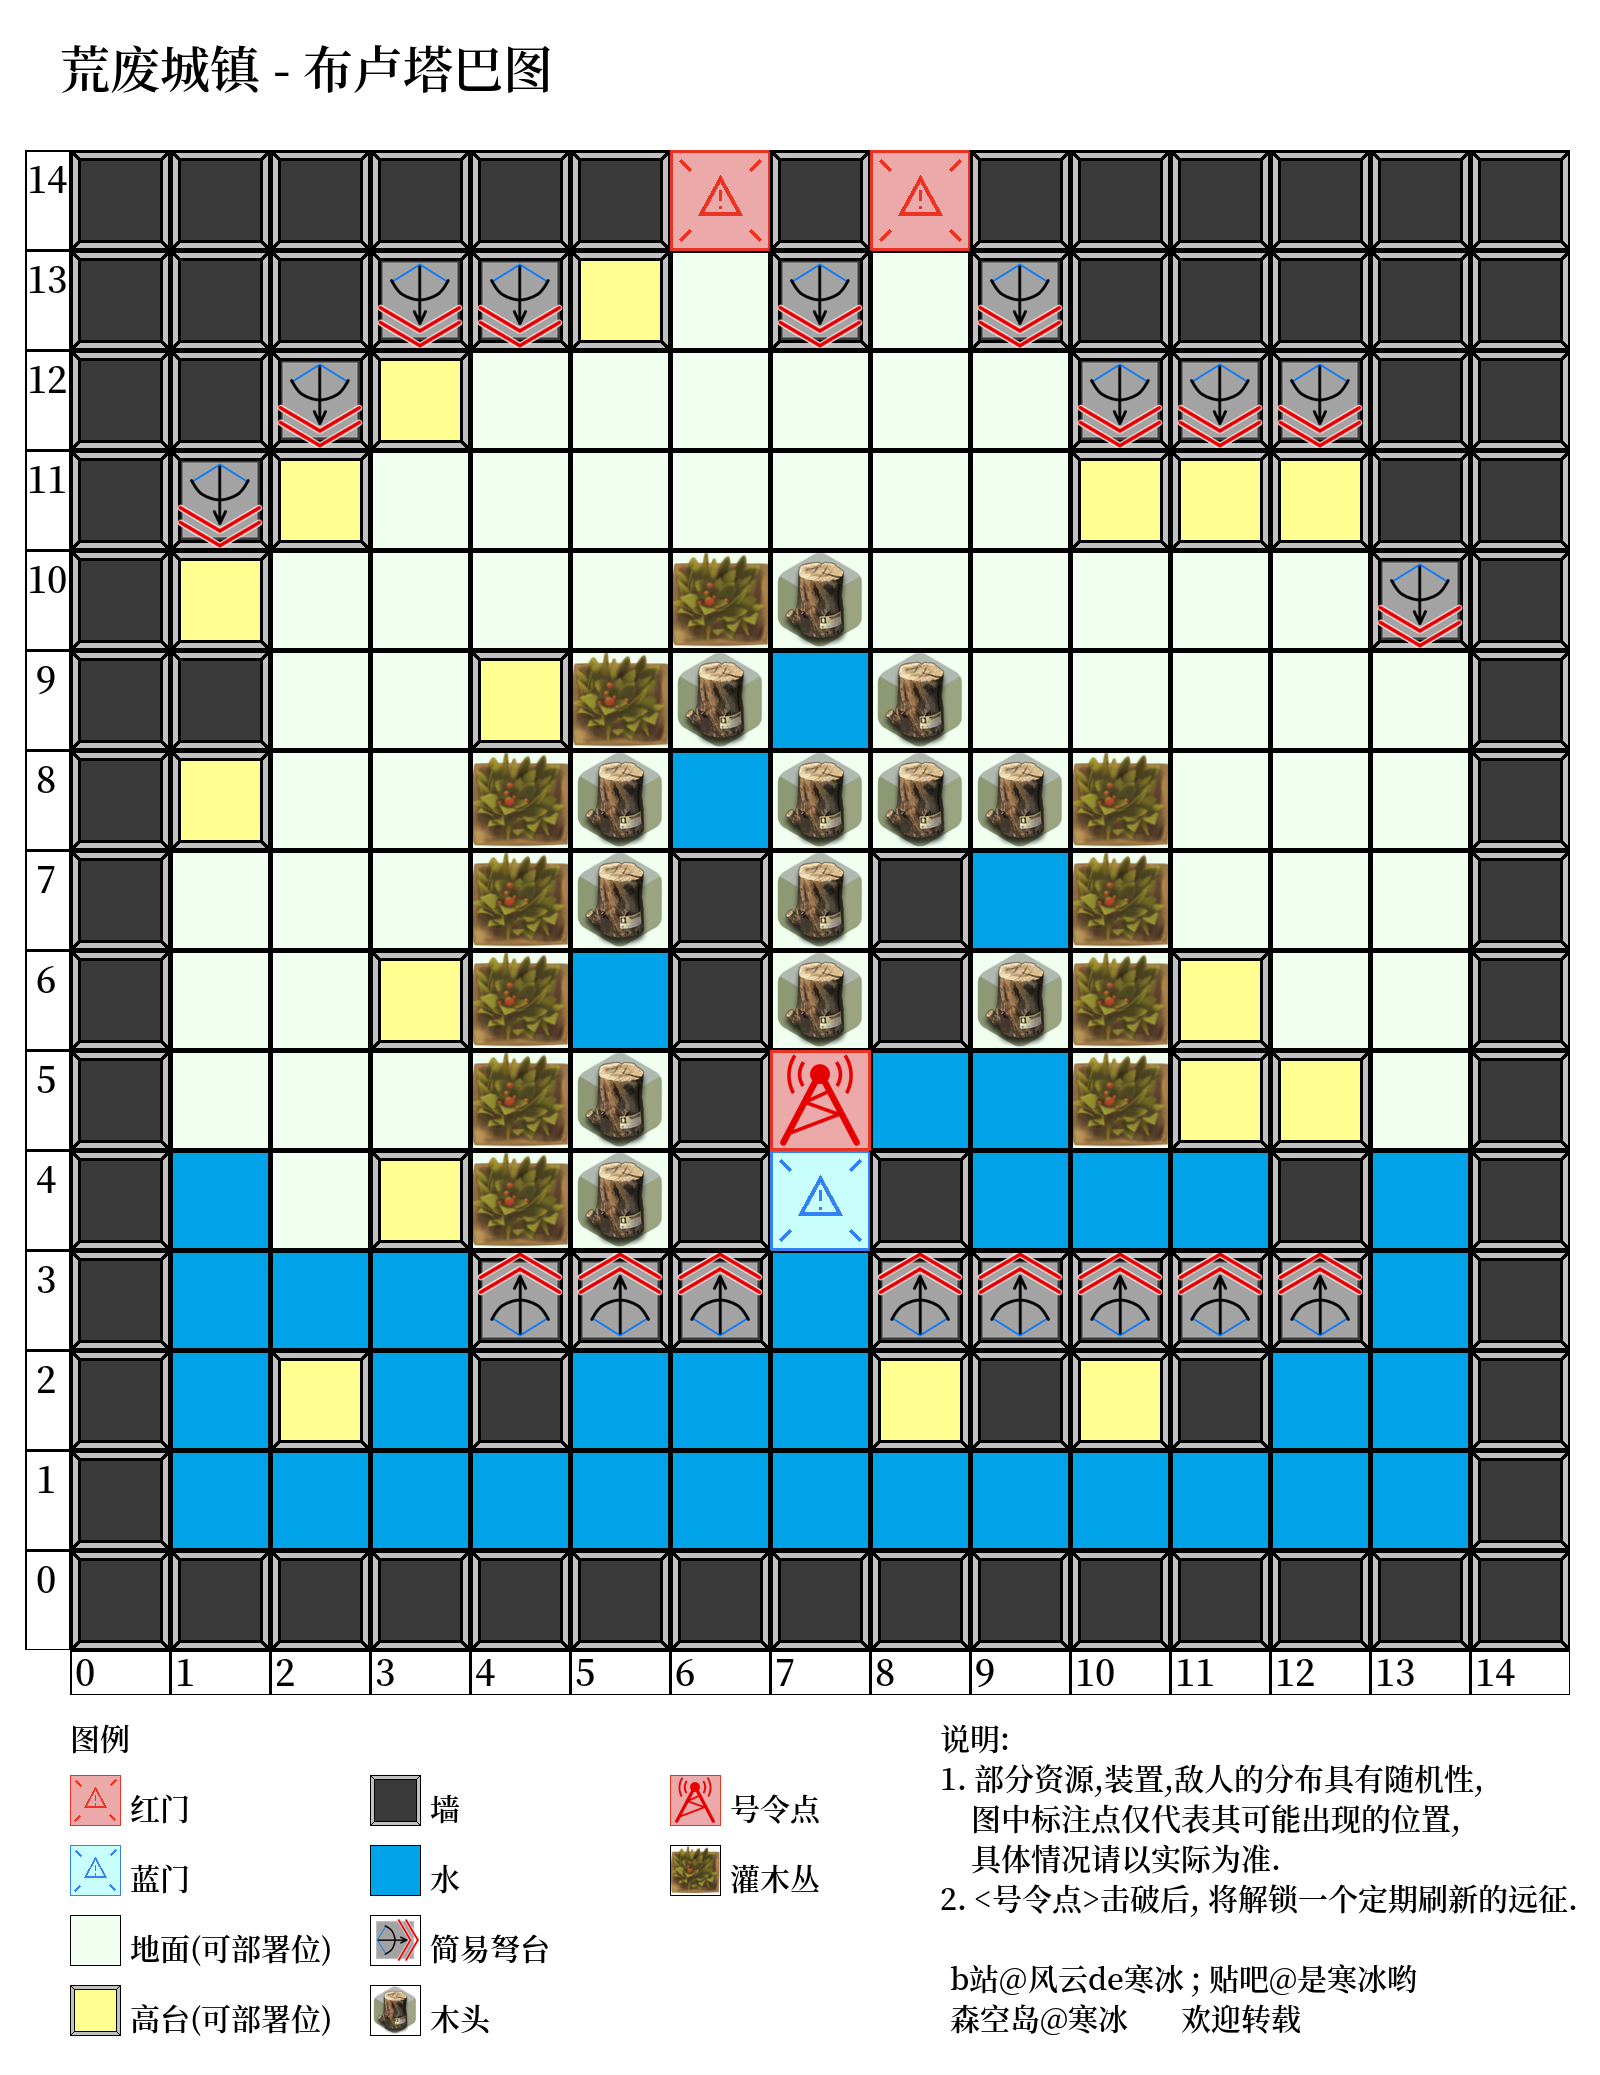 荒废城镇 - 布卢塔巴图
14
13
12
11
10
9
8
7
6
5
4
3
2
1
0
0 1 2 3 4 5 6 7 8 9 10 11 12 13 14
图例
红门
蓝门
地面(可部署位)
高台(可部署位)
墙
水
简易弩台
木头
号令点
灌木丛
说明:
1. 部分资源,装置,敌人的分布具有随机性,
图中标注点仅代表其可能出现的位置,
具体情况请以实际为准.
2. <号令点>击破后, 将解锁一个定期刷新的远征.
b站@风云de寒冰 ; 贴吧@是寒冰哟
森空岛@寒冰 欢迎转载